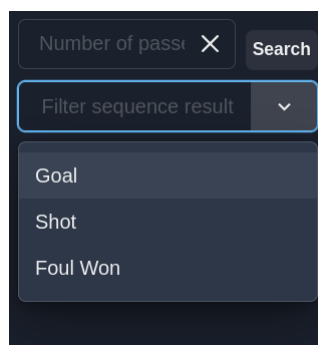 Number of passe
Search
Filter sequence result
Goal
Shot
Foul Won